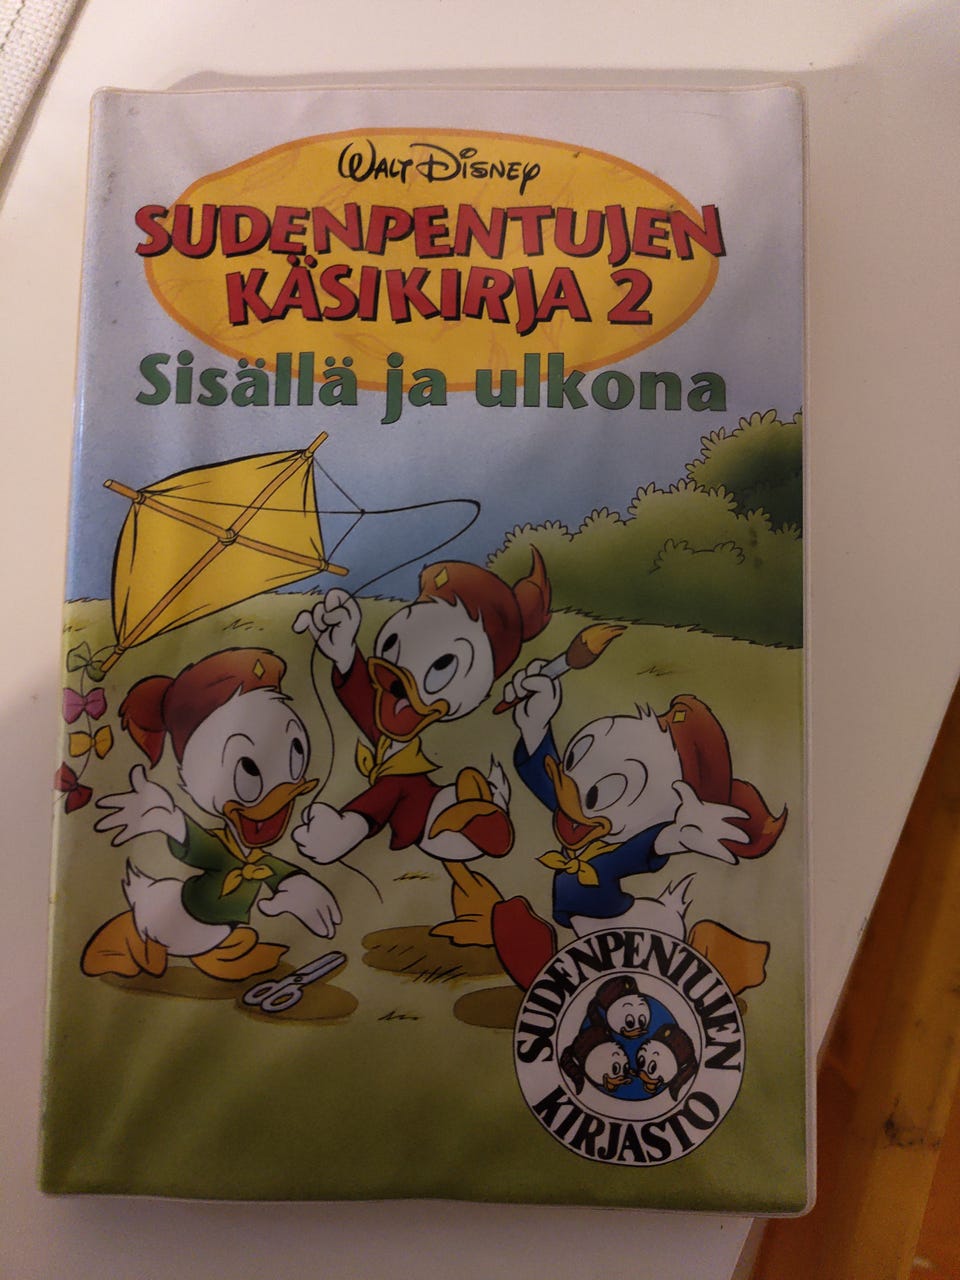 WALT DISNEY
SUDENPENTUJEN
KÄSIKIRJA 2
Sisällä ja ulkona
SUDENPENTUJEN
KIRJASTO